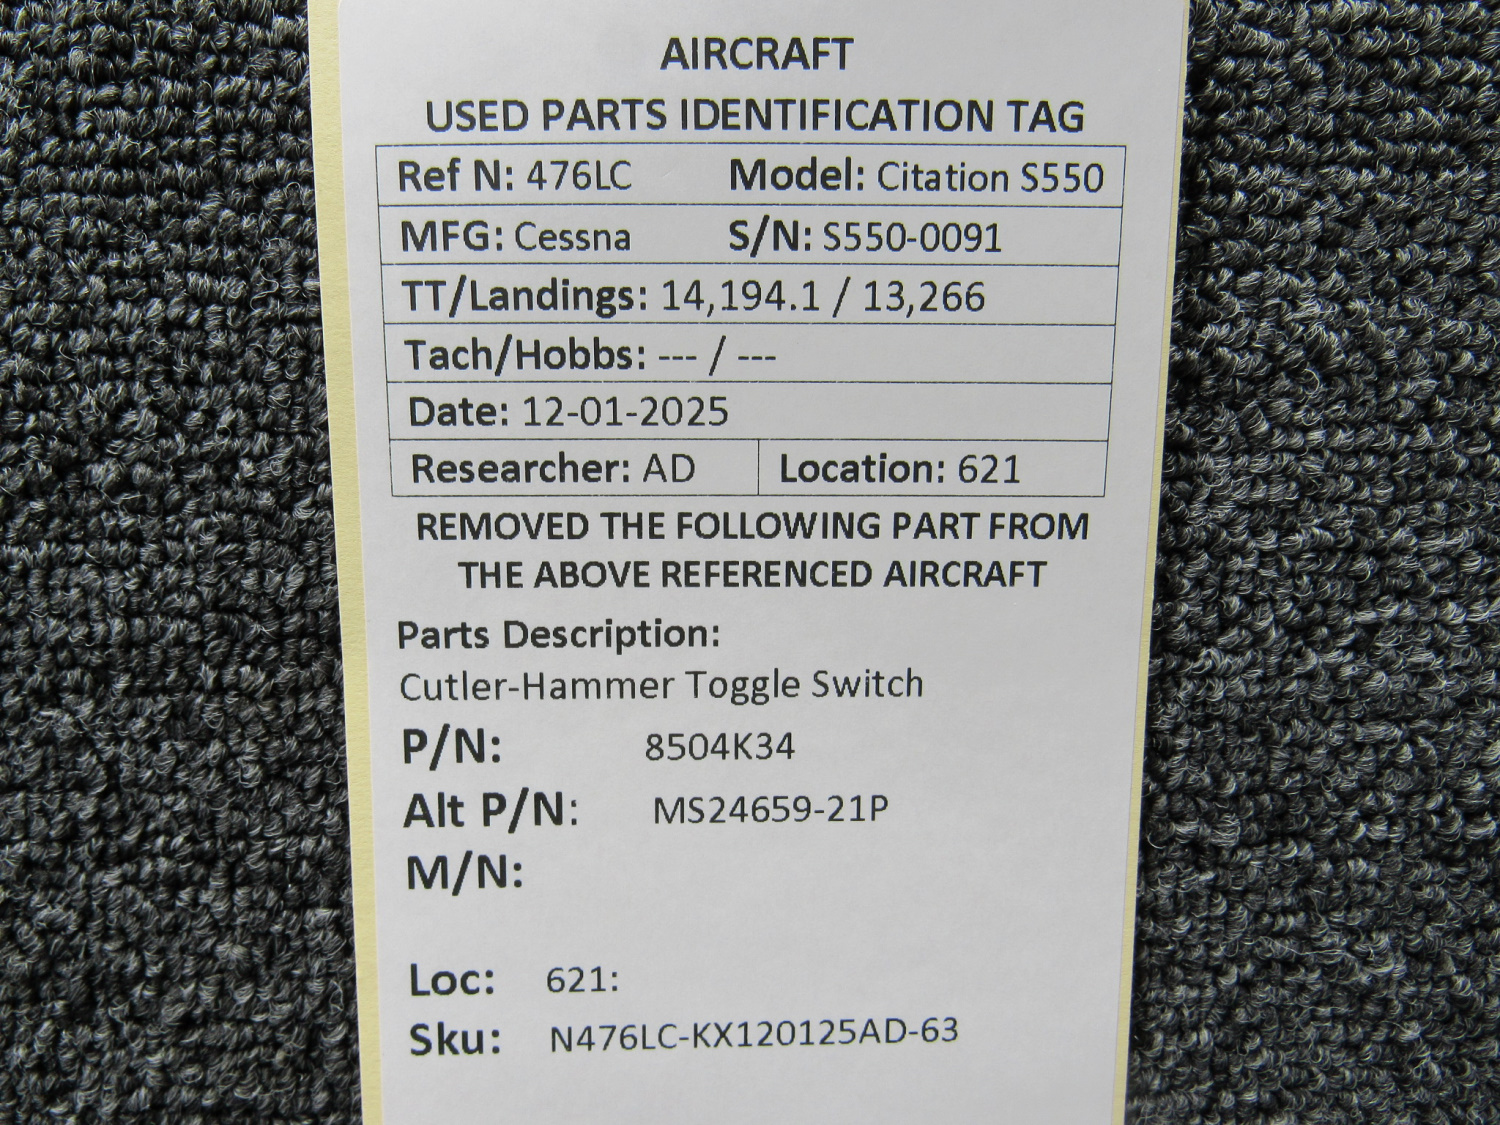 AIRCRAFT
USED PARTS IDENTIFICATION TAG
Ref N: 476LC Model: Citation S550
MFG: Cessna S/N: S550-0091
TT/Landings: 14,194.1 / 13,266
Tach/Hobbs: --- / ---
Date: 12-01-2025
Researcher: AD Location: 621
REMOVED THE FOLLOWING PART FROM
THE ABOVE REFERENCED AIRCRAFT
Parts Description:
Cutler-Hammer Toggle Switch
P/N: 8504K34
Alt P/N: MS24659-21P
M/N:
Loc: 621:
Sku: N476LC-KX120125AD-63